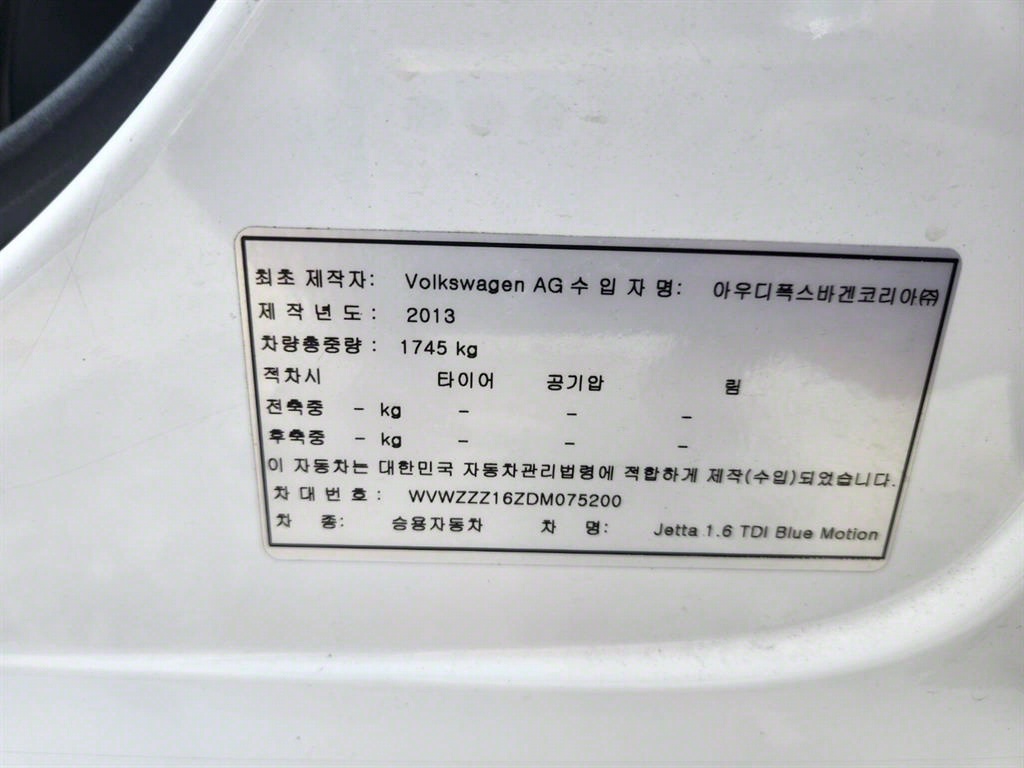 최초 제작자: Volkswagen AG 수 입 자 명: 아우디폭스바겐코리아㈜
제 작 년 도 : 2013
차량총중량 : 1745 kg
적차시 타이어 공기압 림
전축중 - kg - - -
후축중 - kg - - -
이 자동차는 대한민국 자동차관리법령에 적합하게 제작(수입)되었습니다.
차 대 번 호 : WVWZZZ16ZDM075200
차 종: 승용자동차 차 명: Jetta 1.6 TDI Blue Motion